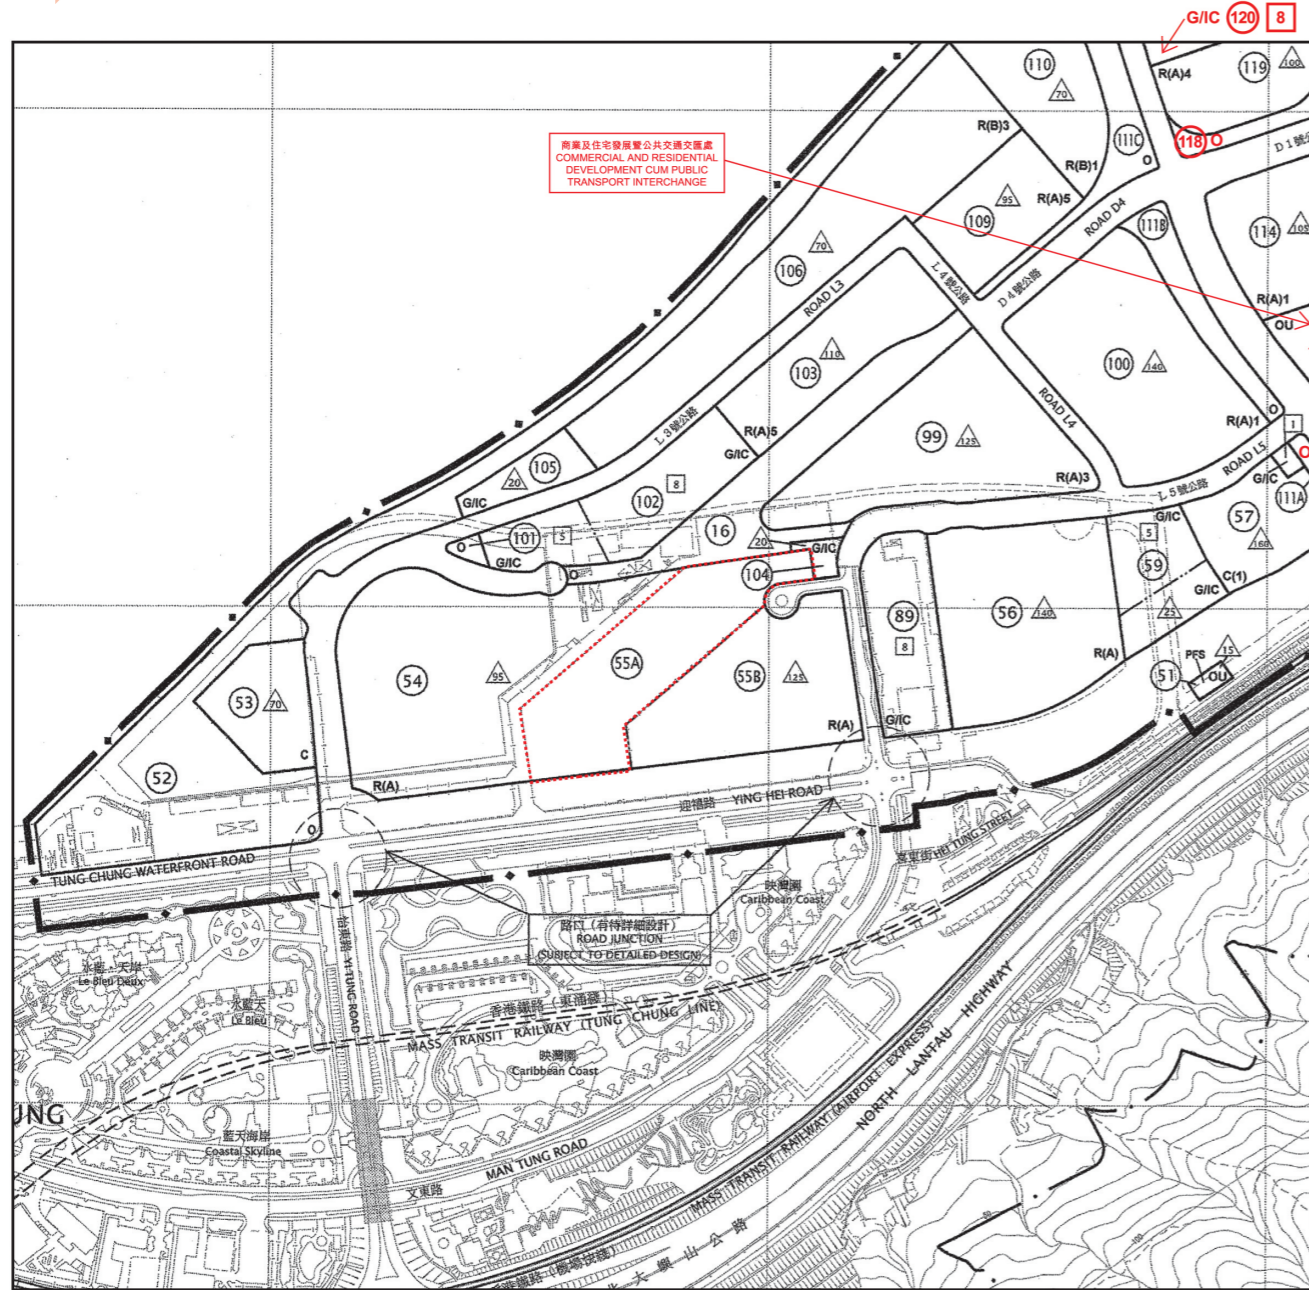 G/IC 120 8
110
70
R(A)4
119
100
商業及住宅發展暨公共交通交匯處
COMMERCIAL AND RESIDENTIAL
DEVELOPMENT CUM PUBLIC
TRANSPORT INTERCHANGE
R(B)3
111C
O
118 O
D 1 號公
R(B)1
95
R(A)5
109
ROAD D4
111B
114
105
70
106
L 4 號公路
D 4 號公路
ROAD L3
R(A)1
OU
110
103
100
140
ROAD L4
L 3 號公路
R(A)5
G/IC
99
125
R(A)1
O
1
ROAD L5
O
105
20
G/IC
102
8
R(A)3
L 5 號公路
G/IC
111A
G/IC
57
160
16
20
G/IC
101
5
O
G/IC
O
104
5
59
C(1)
G/IC
25
89
8
56
140
R(A)
55A
55B
125
54
95
53
70
C
R(A)
G/IC
51
PFS
15
OU
52
R(A)
O
迎禧路 YING HEI ROAD
TUNG CHUNG WATERFRONT ROAD
喜東街 HEI TUNG STREET
映灣園
Caribbean Coast
路口 (有待詳細設計)
ROAD JUNCTION
(SUBJECT TO DETAILED DESIGN)
怡東路 YI TUNG ROAD
水藍．天岸
Le Bleu Deux
水藍天
Le Bleu
香港鐵路 (東涌綫)
MASS TRANSIT RAILWAY (TUNG CHUNG LINE)
映灣園
Caribbean Coast
UNG
藍天海岸
Coastal Skyline
MAN TUNG ROAD
文東路
MASS TRANSIT RAILWAY (AIRPORT EXPRESS)
NORTH LANTAU HIGHWAY
香港鐵路 (機場快綫)
北大嶼山公路